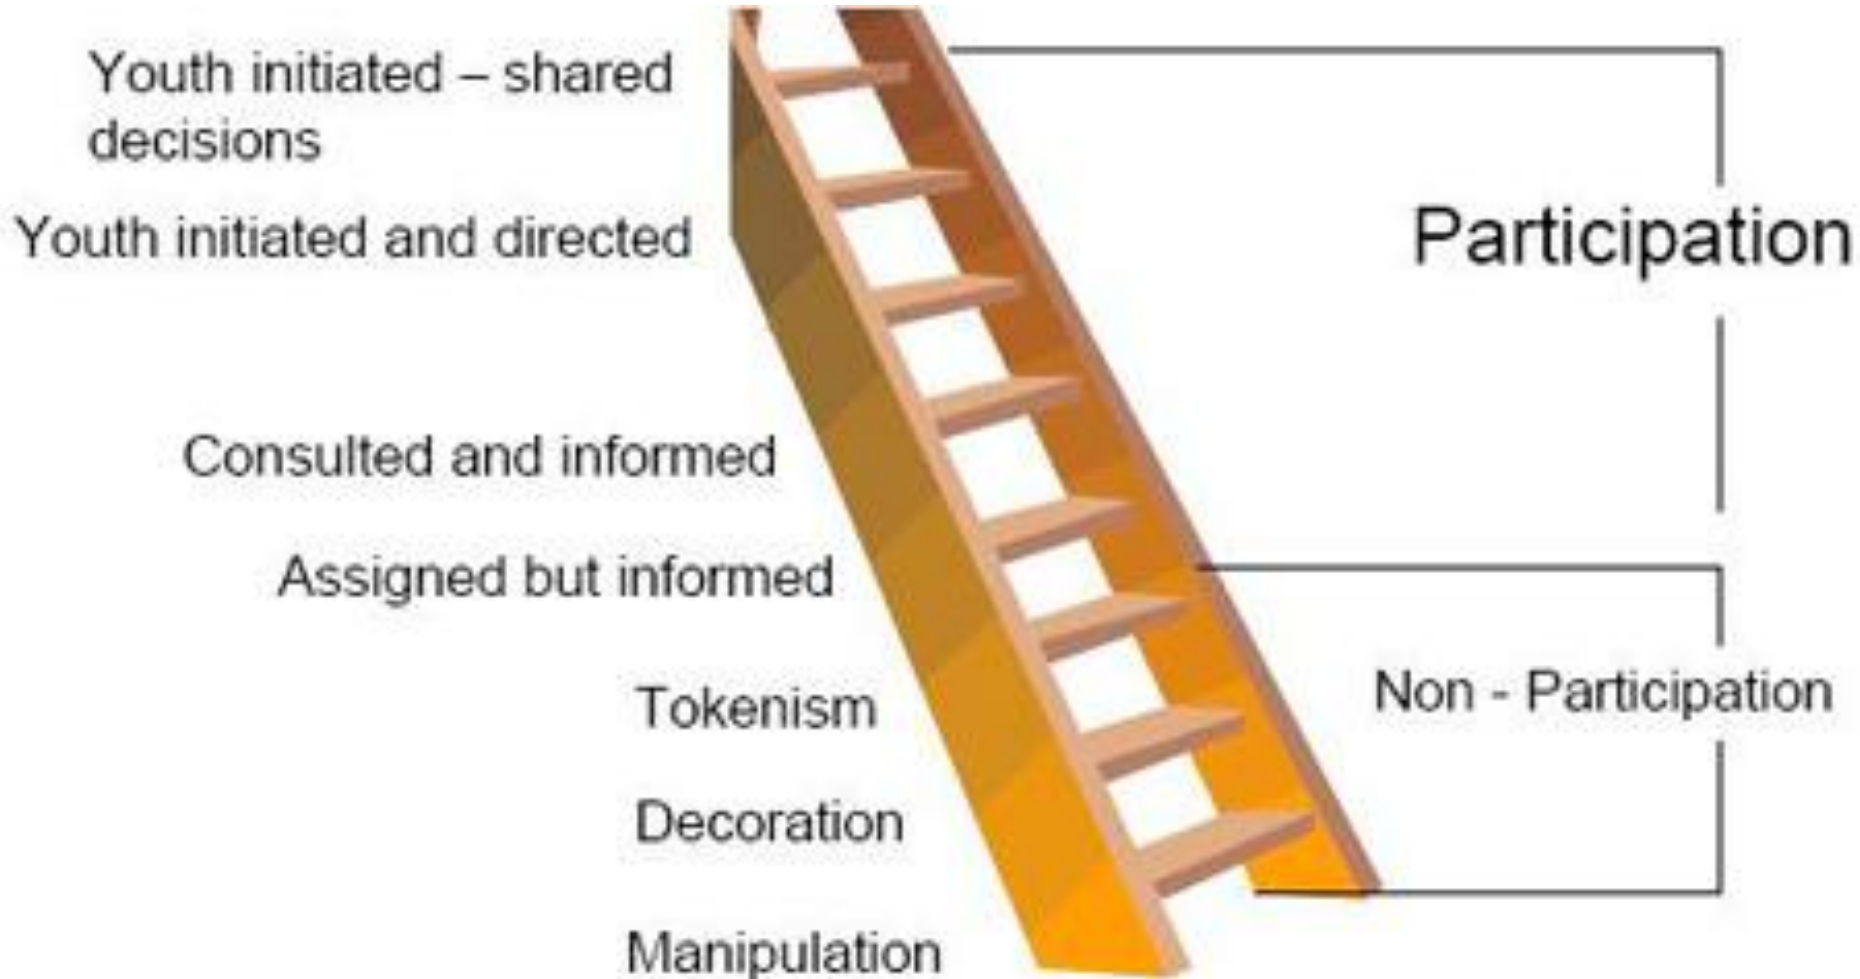 Youth initiated – shared
decisions
Youth initiated and directed
Participation
Consulted and informed
Assigned but informed
Non - Participation
Tokenism
Decoration
Manipulation